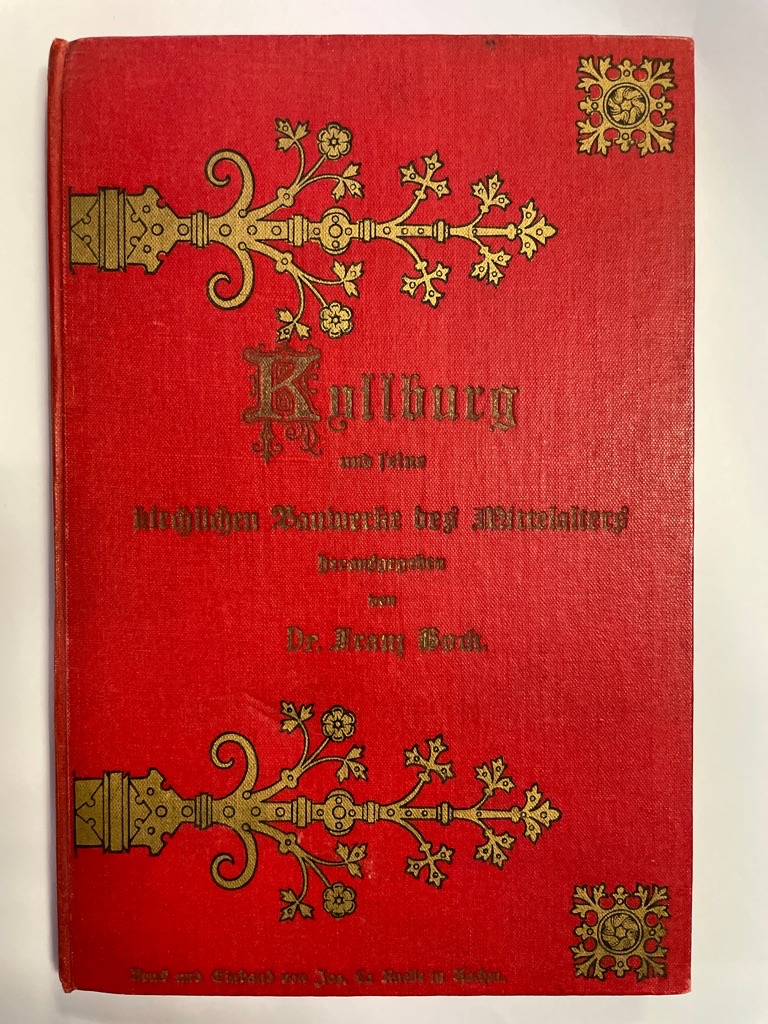 Kyllburg
und seine
kirchlichen Bauwerke des Mittelalters
herausgegeben
von
Dr. Franz Bock.
Druck und Einband von Jos. La Ruelle in Aachen.